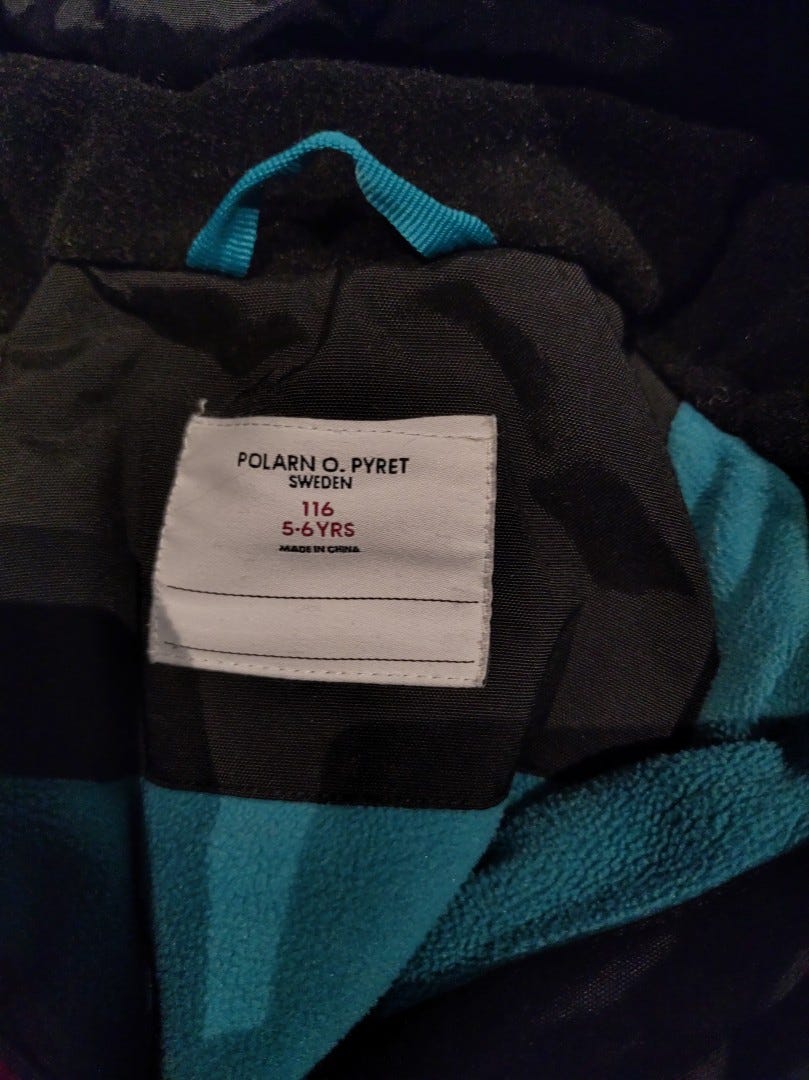 POLARN O. PYRET
SWEDEN
116
5-6YRS
MADE IN CHINA